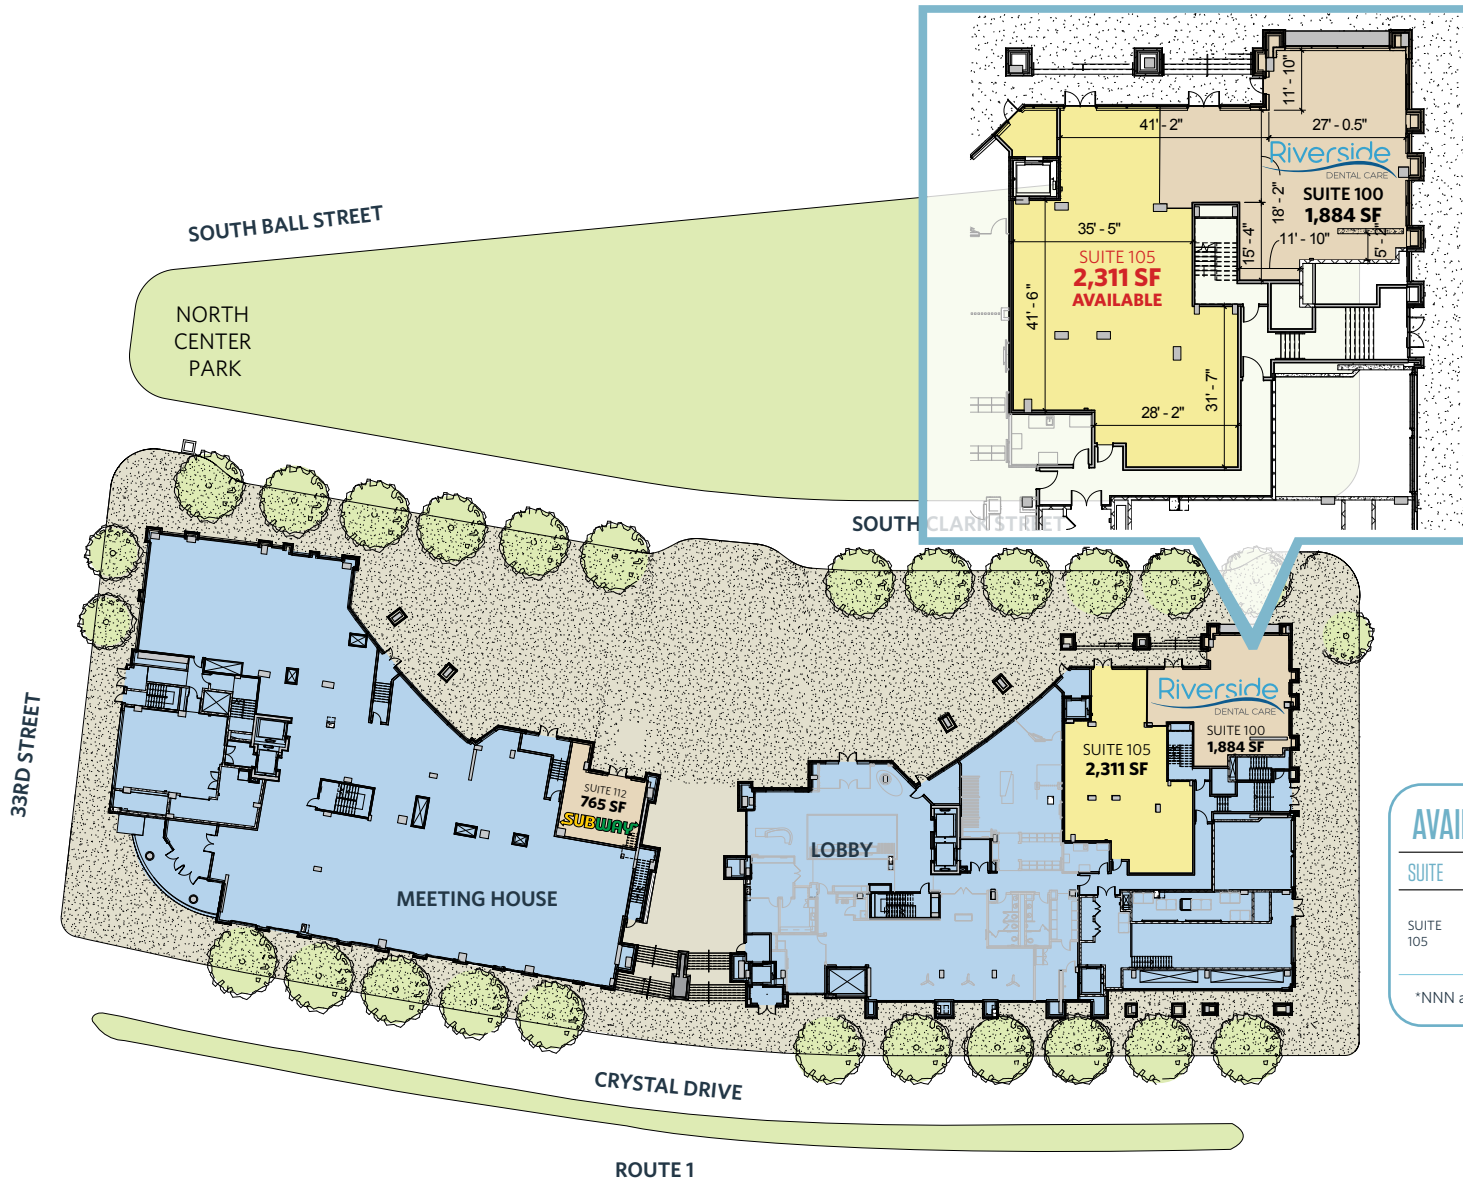 SOUTH BALL STREET
NORTH
CENTER
PARK
41' - 2"
11' - 10"
27' - 0.5"
Riverside
DENTAL CARE
SUITE 100
1,884 SF
18' - 2"
15' - 4"
11' - 10"
5' - 2"
35' - 5"
SUITE 105
2,311 SF
AVAILABLE
41' - 6"
28' - 2"
31' - 7"
SOUTH CLARK STREET
33RD STREET
Riverside
DENTAL CARE
SUITE 100
1,884 SF
SUITE 105
2,311 SF
SUITE 112
765 SF
SUBWAY
LOBBY
MEETING HOUSE
AVAI
SUITE
SUITE
105
*NNN a
CRYSTAL DRIVE
ROUTE 1